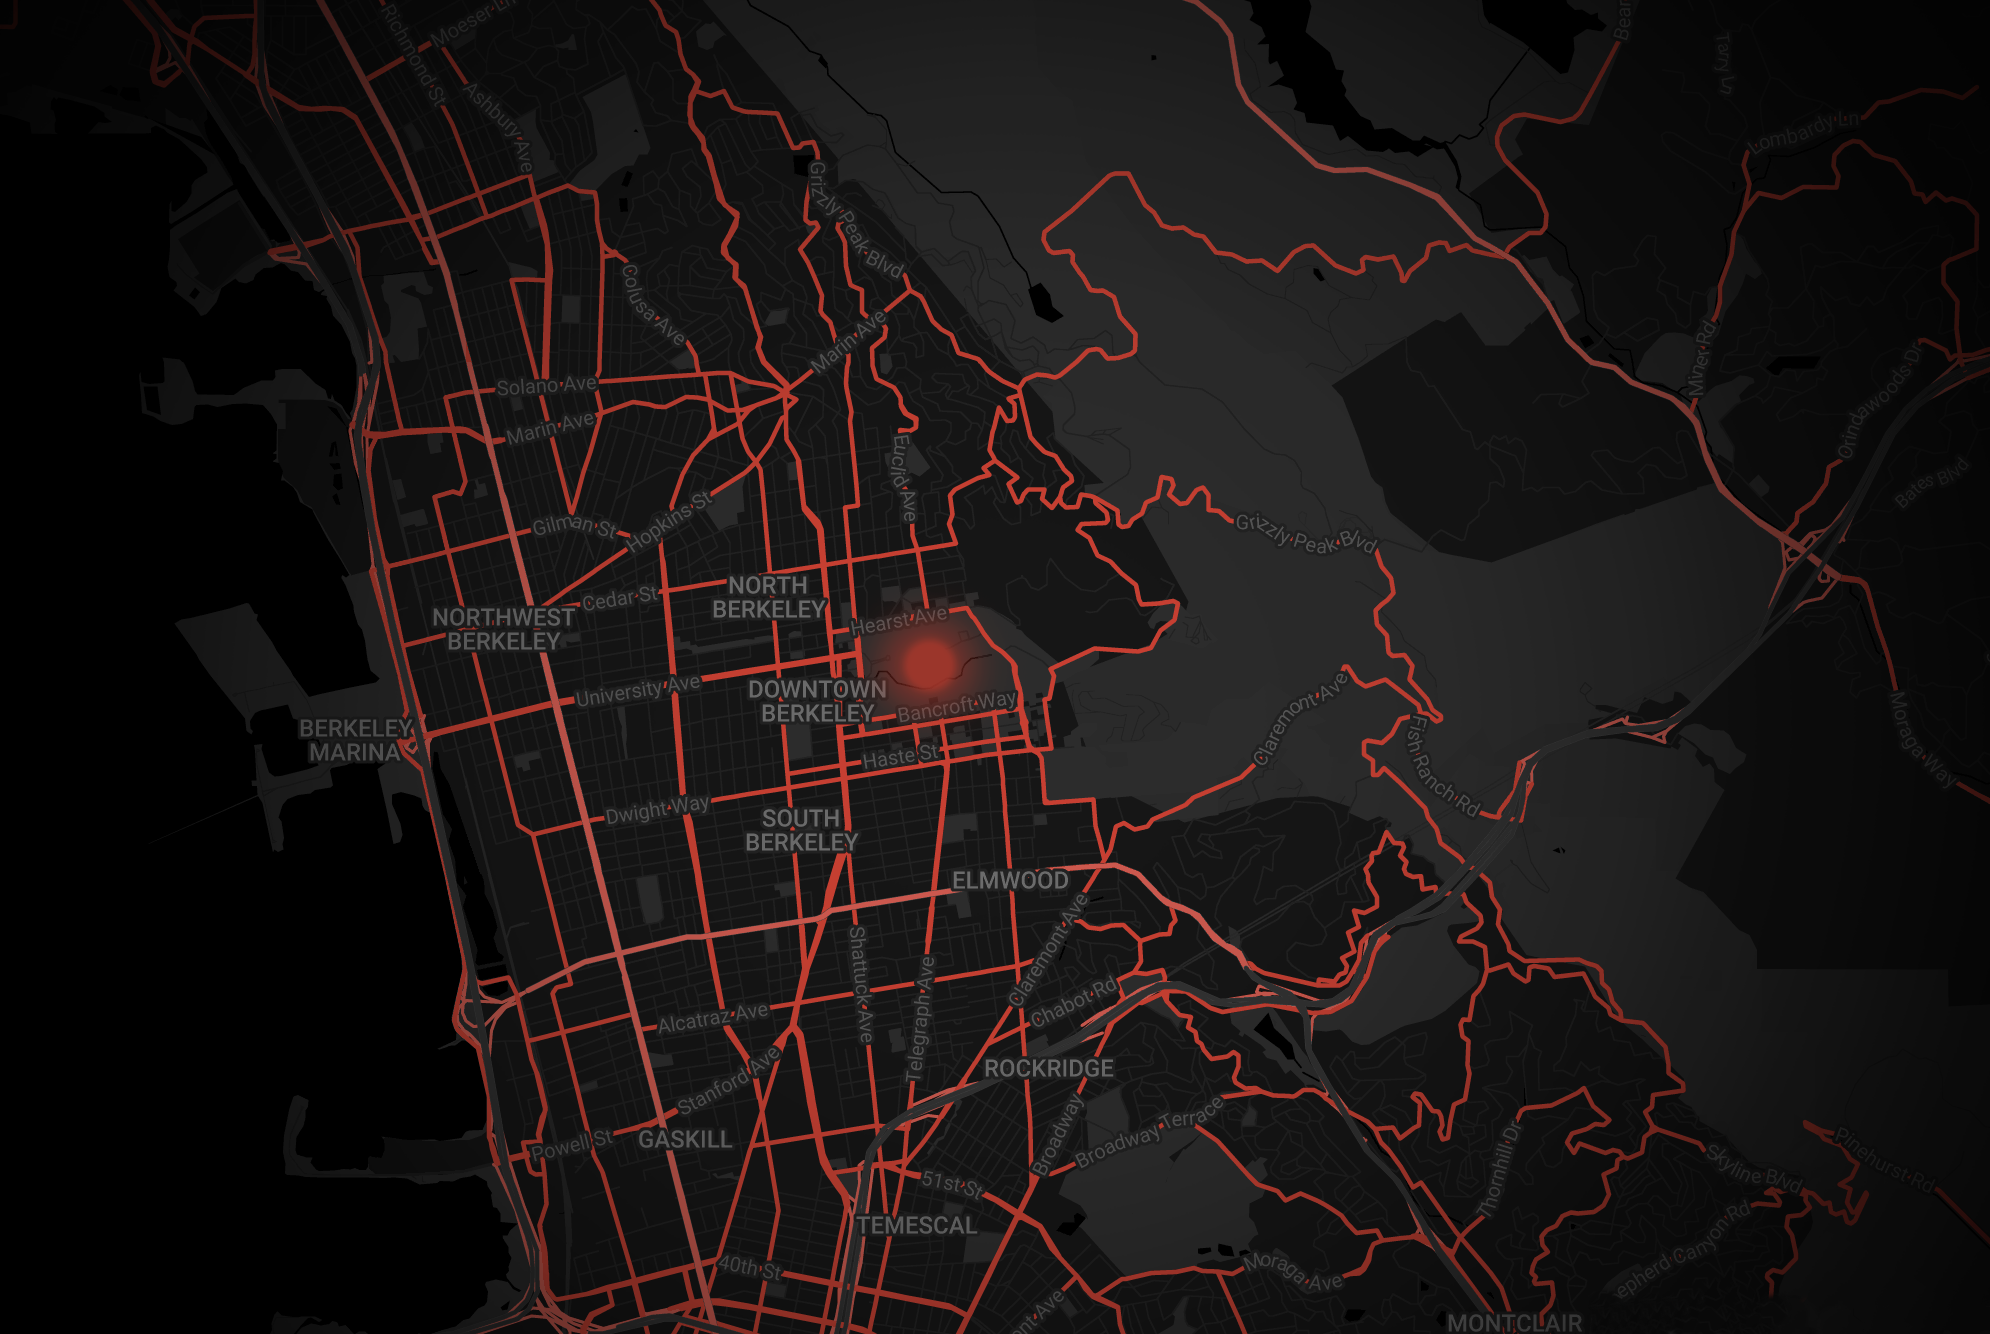 Richmond St
Moeser Ln
Bear
Tarry Ln
Ashbury Ave
Lombardy Ln
Grizzly Peak Blvd
Colusa Ave
Marin Ave
Miner Rd
Orindawoods Dr
Solano Ave
Marin Ave
Euclid Ave
Bates Blvd
Gilman St
Hopkins St
Grizzly Peak Blvd
NORTH
BERKELEY
Cedar St
NORTHWEST
BERKELEY
Hearst Ave
University Ave
DOWNTOWN
BERKELEY
Bancroft Way
Claremont Ave
BERKELEY
MARINA
Fish Ranch Rd
Moraga Way
Haste St
Dwight Way
SOUTH
BERKELEY
ELMWOOD
Claremont Ave
Shattuck Ave
Telegraph Ave
Chabot Rd
Alcatraz Ave
ROCKRIDGE
Stanford Ave
Broadway
Broadway Terrace
Powell St
GASKILL
Thornhill Dr
Skyline Blvd
Pinehurst Rd
51st St
TEMESCAL
epherd Canyon Rd
40th St
Moraga Ave
ont Ave
MONTCLAIR